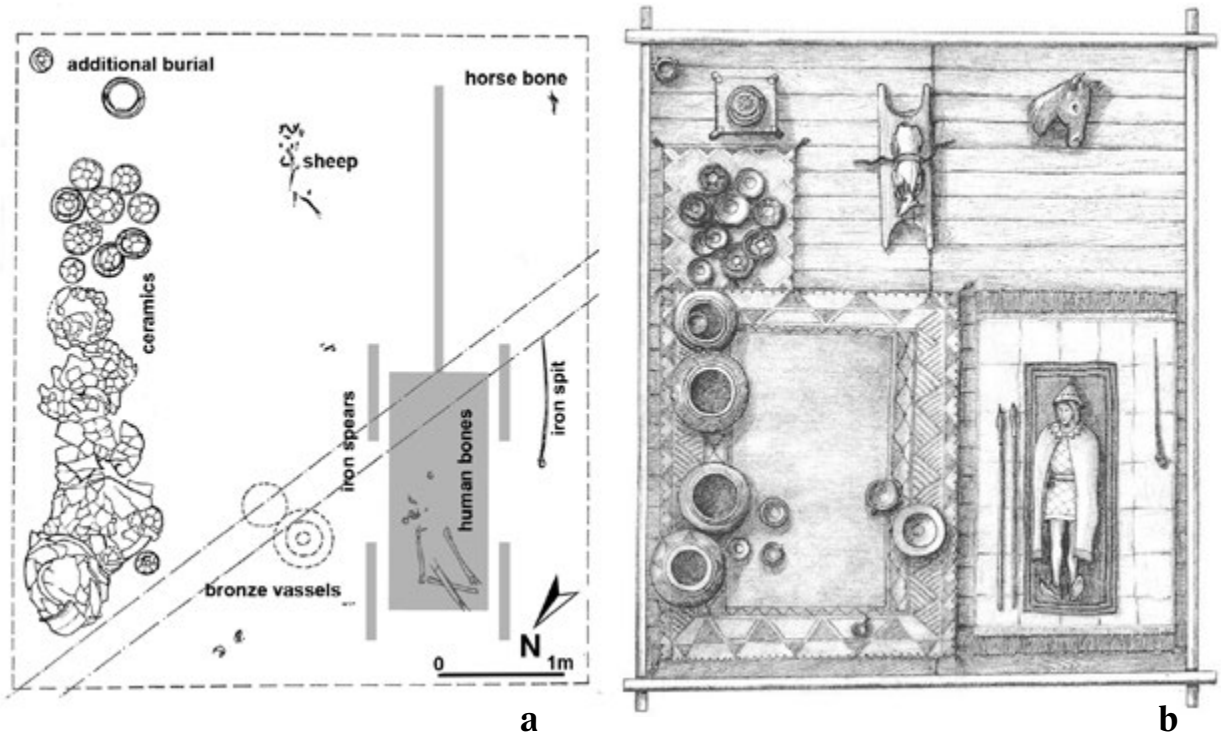 additional burial
horse bone
sheep
ceramics
iron spears
human bones
iron spit
bronze vassels
N
0 1m
a
b